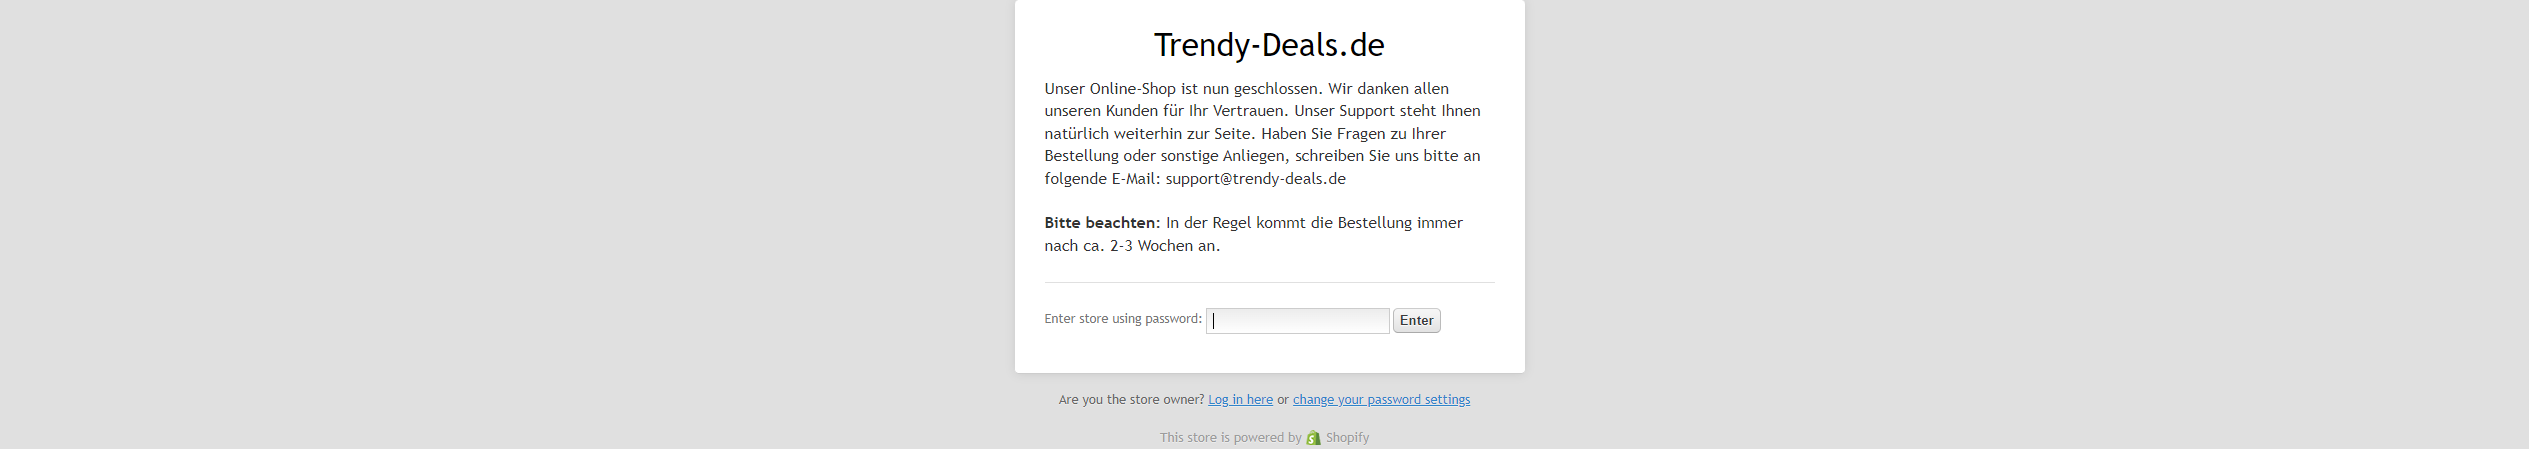 Trendy-Deals.de
Unser Online-Shop ist nun geschlossen. Wir danken allen
unseren Kunden für Ihr Vertrauen. Unser Support steht Ihnen
natürlich weiterhin zur Seite. Haben Sie Fragen zu Ihrer
Bestellung oder sonstige Anliegen, schreiben Sie uns bitte an
folgende E-Mail: support@trendy-deals.de
Bitte beachten: In der Regel kommt die Bestellung immer
nach ca. 2-3 Wochen an.
Enter store using password: Enter
Are you the store owner? Log in here or change your password settings
This store is powered by Shopify